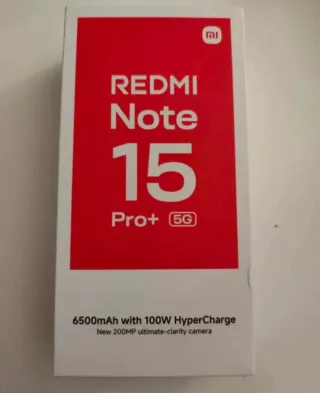 mi
REDMI
Note
15
Pro+ 5G
6500mAh with 100W HyperCharge
New 200MP ultimate-clarity camera